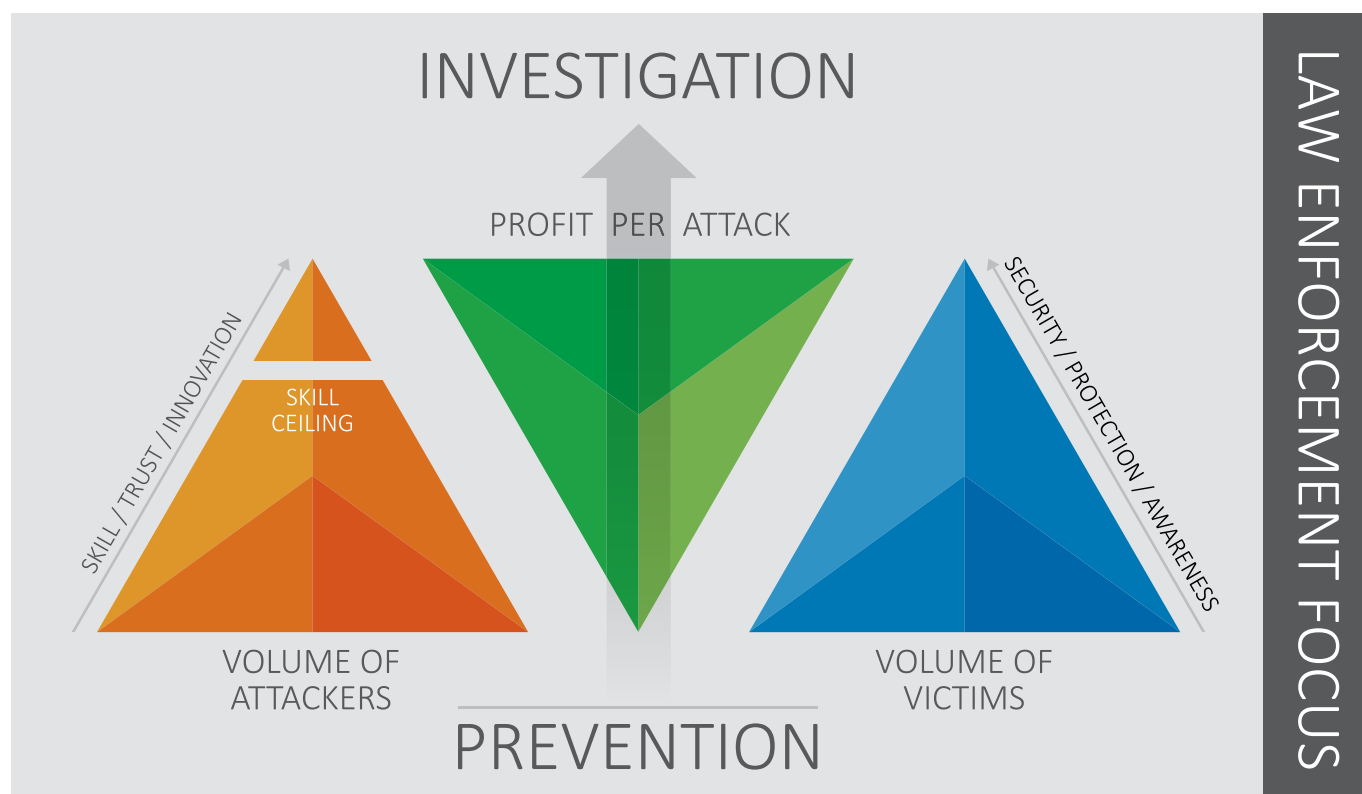 INVESTIGATION
PROFIT PER ATTACK
SKILL / TRUST / INNOVATION
SKILL
CEILING
SECURITY / PROTECTION / AWARENESS
VOLUME OF
ATTACKERS
VOLUME OF
VICTIMS
PREVENTION
LAW ENFORCEMENT FOCUS